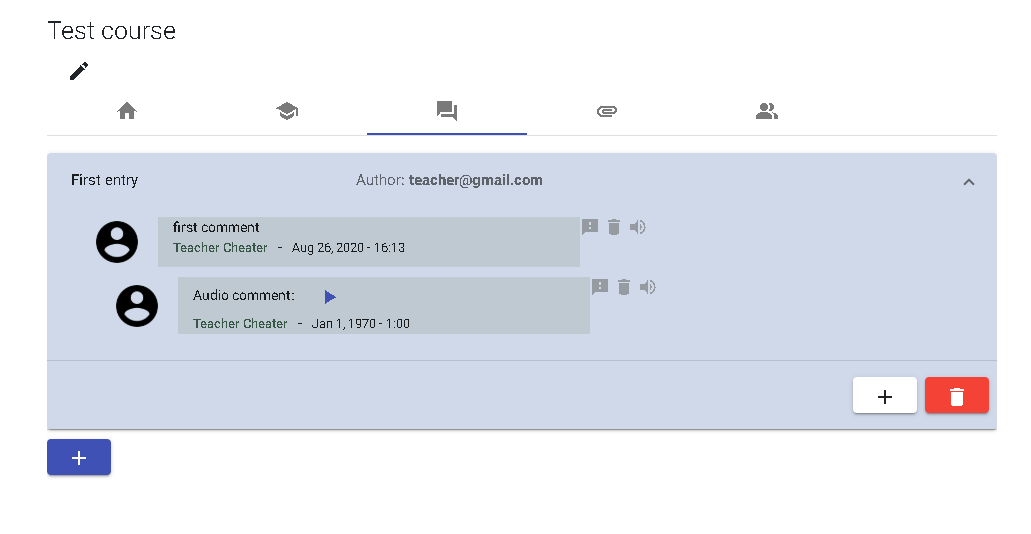 Test course
First entry Author: teacher@gmail.com
first comment
Teacher Cheater - Aug 26, 2020 - 16:13
Audio comment:
Teacher Cheater - Jan 1, 1970 - 1:00